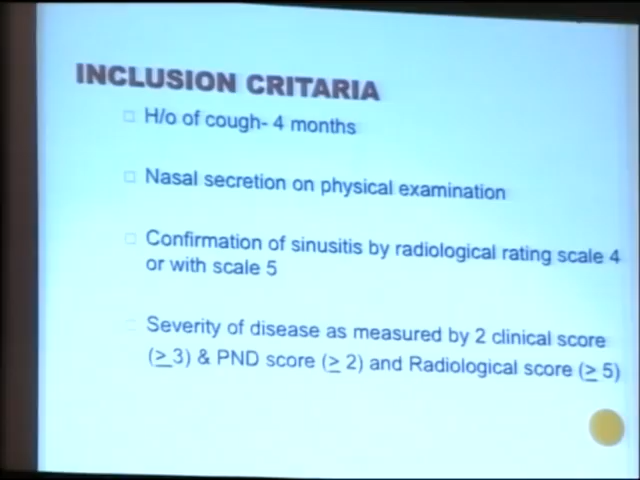 INCLUSION CRITARIA
H/o of cough- 4 months
Nasal secretion on physical examination
Confirmation of sinusitis by radiological rating scale 4
or with scale 5
Severity of disease as measured by 2 clinical score
(≥ 3) & PND score (≥ 2) and Radiological score (≥ 5)